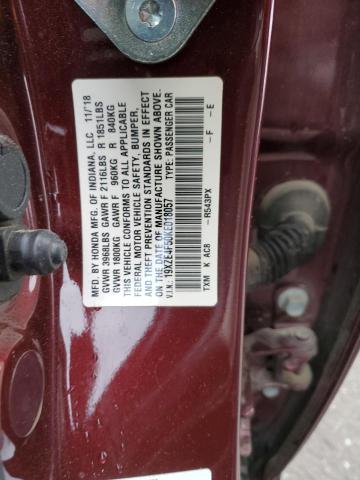 MFD. BY HONDA MFG. OF INDIANA, LLC 11/18
GVWR 3968LBS GAWR F 2116LBS R 1851LBS
GVWR 1800KG GAWR F 960KG R 840KG
THIS VEHICLE CONFORMS TO ALL APPLICABLE
FEDERAL MOTOR VEHICLE SAFETY, BUMPER,
AND THEFT PREVENTION STANDARDS IN EFFECT
ON THE DATE OF MANUFACTURE SHOWN ABOVE.
V.I.N.: 19XZE4F50KE018057 TYPE: PASSENGER CAR
TXM K AC8 - R543PX - F - E